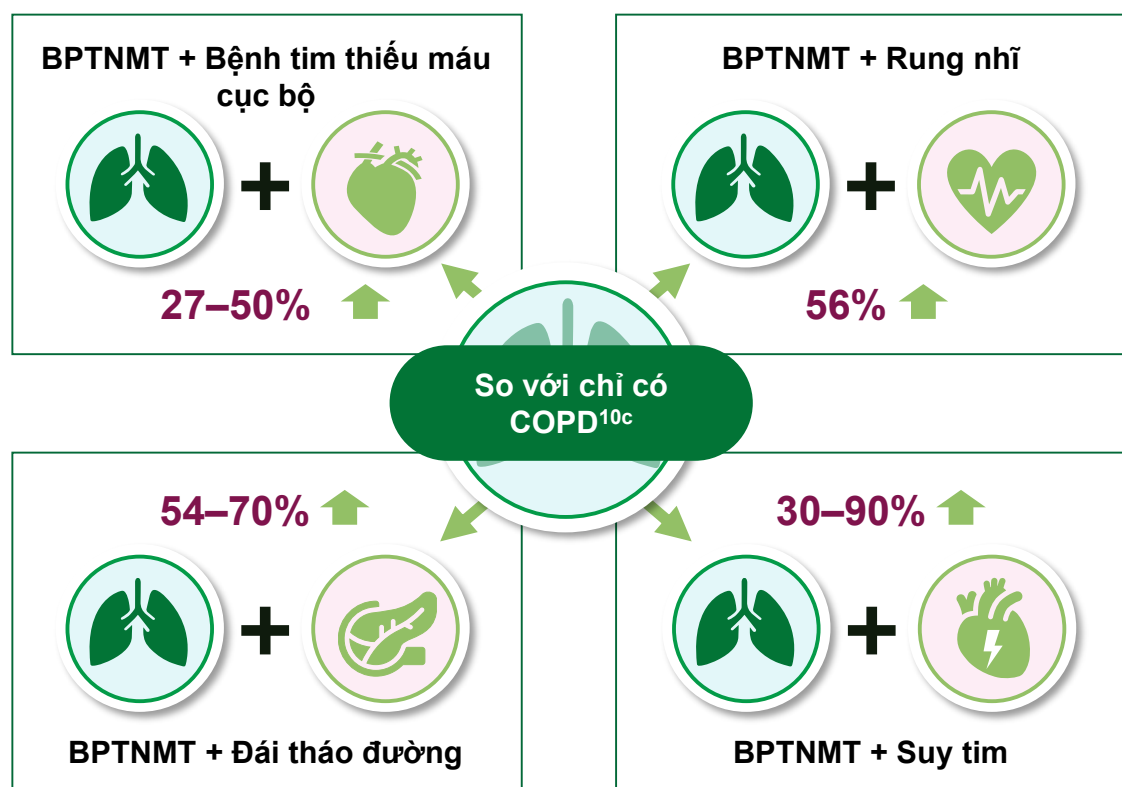 BPTNMT + Bệnh tim thiếu máu
cục bộ
27–50%
BPTNMT + Rung nhĩ
56%
So với chỉ có
COPD10c
54–70%
BPTNMT + Đái tháo đường
30–90%
BPTNMT + Suy tim